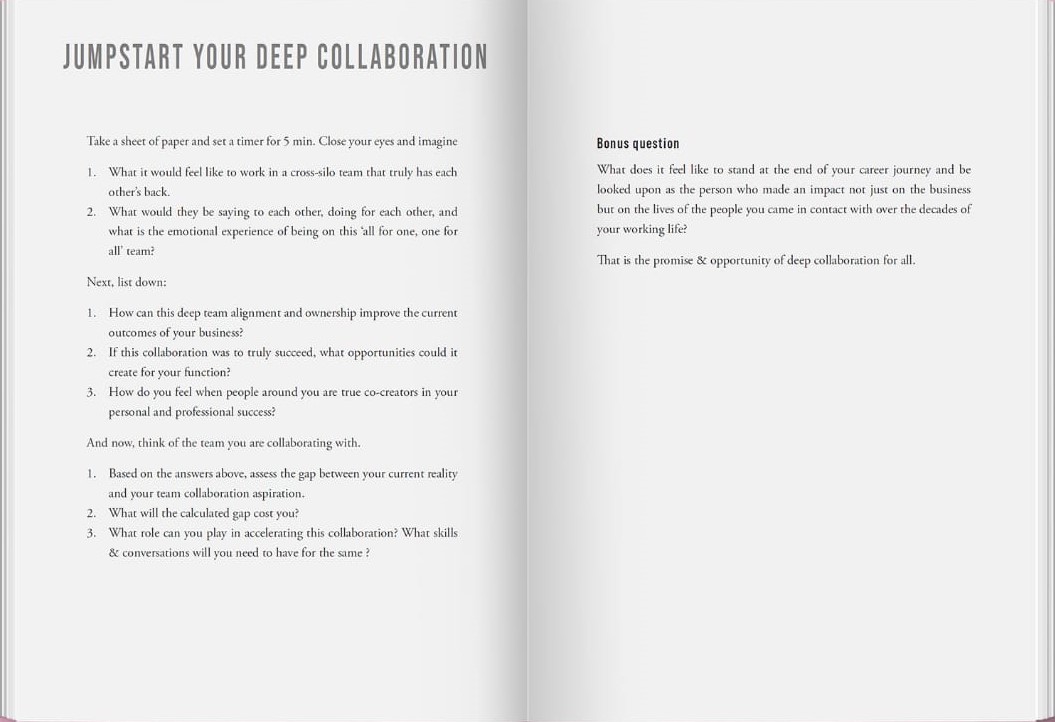 JUMPSTART YOUR DEEP COLLABORATION
Take a sheet of paper and set a timer for 5 min. Close your eyes and imagine
1. What it would feel like to work in a cross-silo team that truly has each
other's back.
2. What would they be saying to each other, doing for each other, and
what is the emotional experience of being on this 'all for one, one for
all' team?
Next, list down:
1. How can this deep team alignment and ownership improve the current
outcomes of your business?
2. If this collaboration was to truly succeed, what opportunities could it
create for your function?
3. How do you feel when people around you are true co-creators in your
personal and professional success?
And now, think of the team you are collaborating with.
1. Based on the answers above, assess the gap between your current reality
and your team collaboration aspiration.
2. What will the calculated gap cost you?
3. What role can you play in accelerating this collaboration? What skills
& conversations will you need to have for the same ?
Bonus question
What does it feel like to stand at the end of your career journey and be
looked upon as the person who made an impact not just on the business
but on the lives of the people you came in contact with over the decades of
your working life?
That is the promise & opportunity of deep collaboration for all.